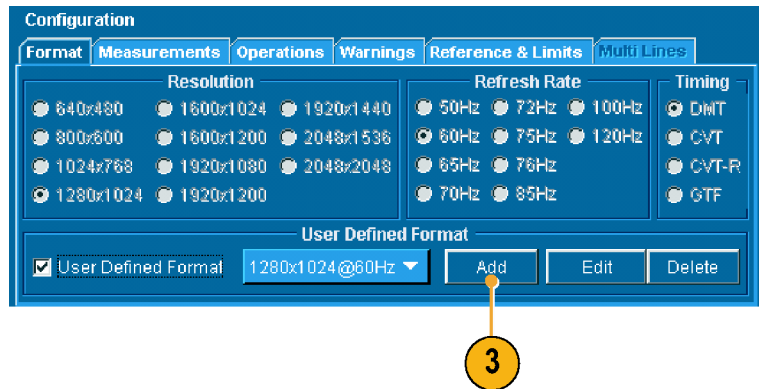 Configuration
Format Measurements Operations Warnings Reference & Limits Multi Lines
Resolution Refresh Rate Timing
640x480 1600x1024 1920x1440 50Hz 72Hz 100Hz DMT
800x600 1600x1200 2048x1536 60Hz 75Hz 120Hz CVT
1024x768 1920x1080 2048x2048 65Hz 76Hz CVT-R
1280x1024 1920x1200 70Hz 85Hz GTF
User Defined Format
User Defined Format 1280x1024@60Hz Add Edit Delete
3